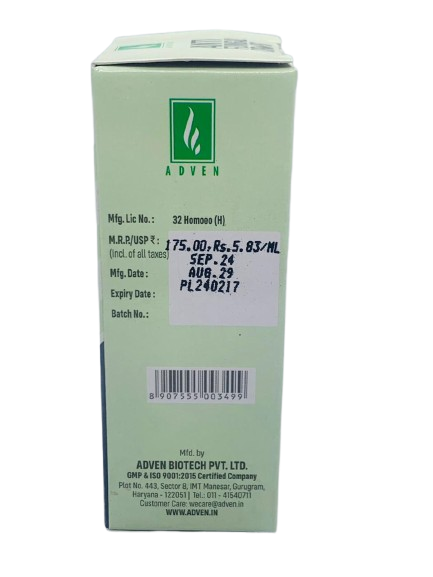 ADVEN
Mfg. Lic No.: 32 Homoeo (H)
M.R.P./USP ₹: 175.00,Rs.5.83/ML
(incl. of all taxes)
SEP.24
Mfg. Date: AUG.29
Expiry Date: PL240217
Batch No.:
8 907555 003499
Mfd. by
ADVEN BIOTECH PVT. LTD.
GMP & ISO 9001:2015 Certified Company
Plot No. 443, Sector 8, IMT Manesar, Gurugram,
Haryana - 122051 | Tel.: 011 - 41540711
Customer Care: wecare@adven.in
WWW.ADVEN.IN